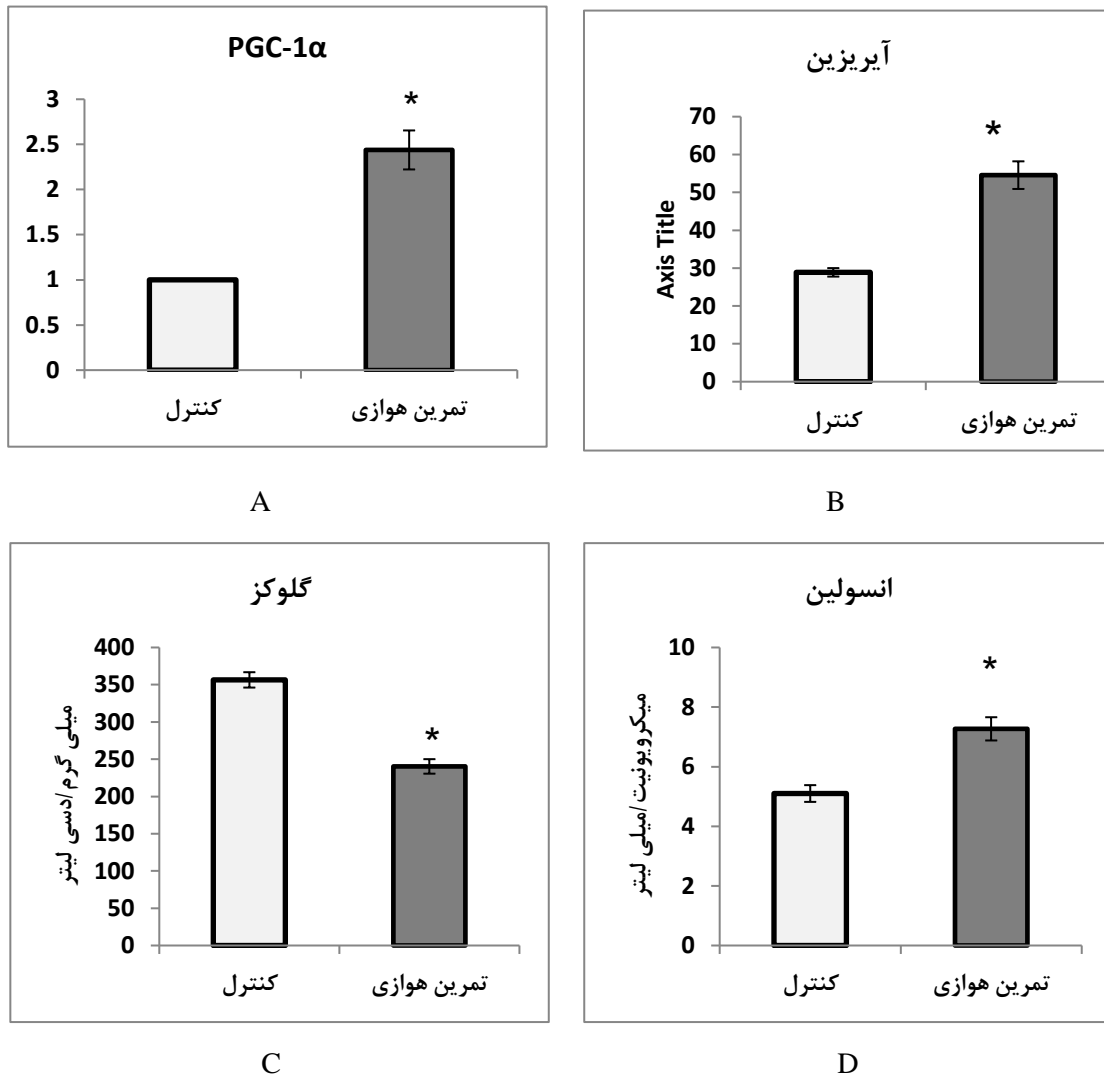 PGC-1α
3
2.5
2
1.5
1
0.5
0
*
کنترل
تمرین هوازی
A
آیریزین
Axis Title
70
60
50
40
30
20
10
0
*
کنترل
تمرین هوازی
B
گلوکز
میلی گرم/دسی لیتر
400
350
300
250
200
150
100
50
0
*
کنترل
تمرین هوازی
C
انسولین
میکرویونیت/میلی لیتر
10
8
6
4
2
0
*
کنترل
تمرین هوازی
D